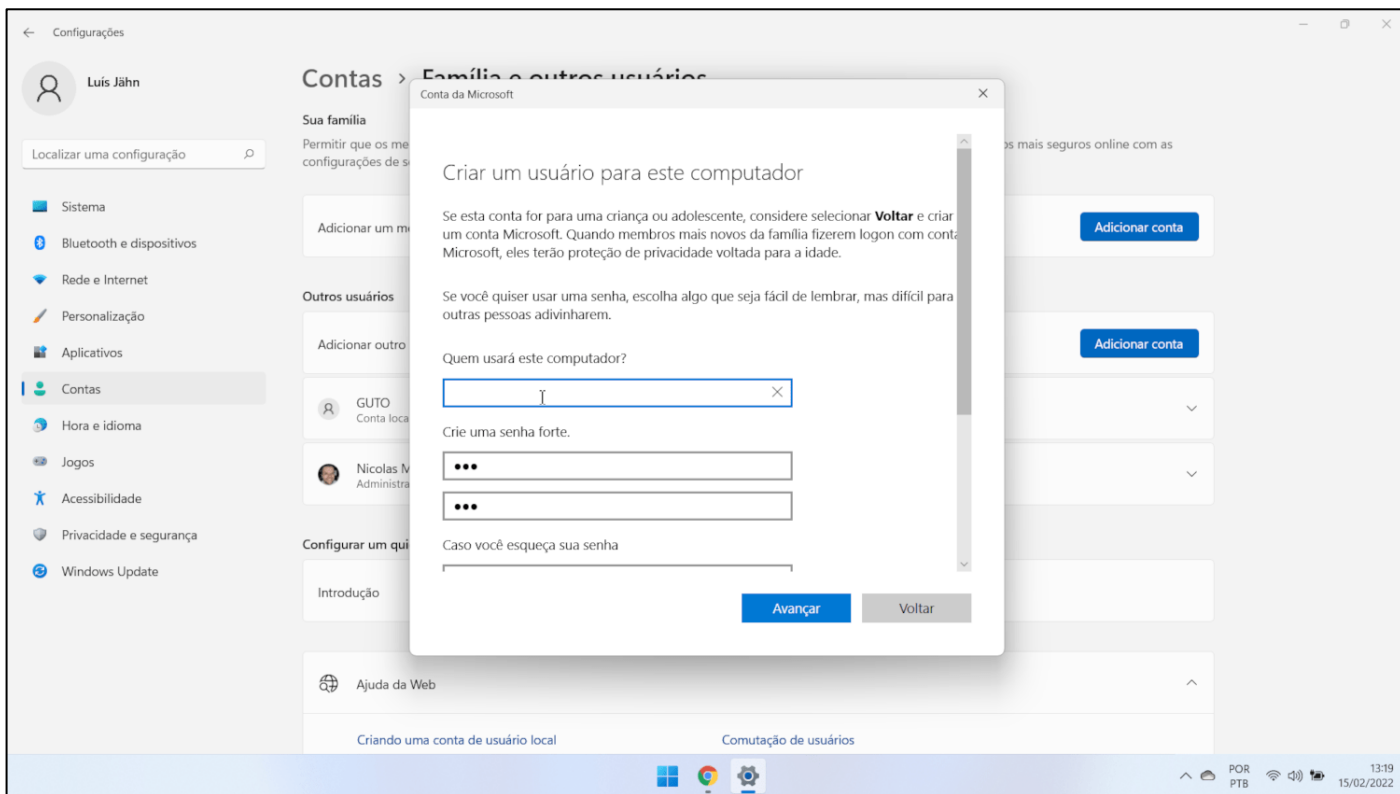 Configurações
Luís Jähn
Localizar uma configuração
Sistema
Bluetooth e dispositivos
Rede e Internet
Personalização
Aplicativos
Contas
Hora e idioma
Jogos
Acessibilidade
Privacidade e segurança
Windows Update
Contas > Família e outros usuários
Sua família
Permitir que os me
os mais seguros online com as
configurações de s
Adicionar um m
Adicionar conta
Outros usuários
Adicionar outro
Adicionar conta
GUTO
Conta loca
Nicolas M
Administra
Configurar um qui
Introdução
Ajuda da Web
Criando uma conta de usuário local
Comutação de usuários
Conta da Microsoft
Criar um usuário para este computador
Se esta conta for para uma criança ou adolescente, considere selecionar Voltar e criar
um conta Microsoft. Quando membros mais novos da família fizerem logon com conta
Microsoft, eles terão proteção de privacidade voltada para a idade.
Se você quiser usar uma senha, escolha algo que seja fácil de lembrar, mas difícil para
outras pessoas adivinharem.
Quem usará este computador?
Crie uma senha forte.
•••
•••
Caso você esqueça sua senha
Avançar
Voltar
POR
PTB
13:19
15/02/2022